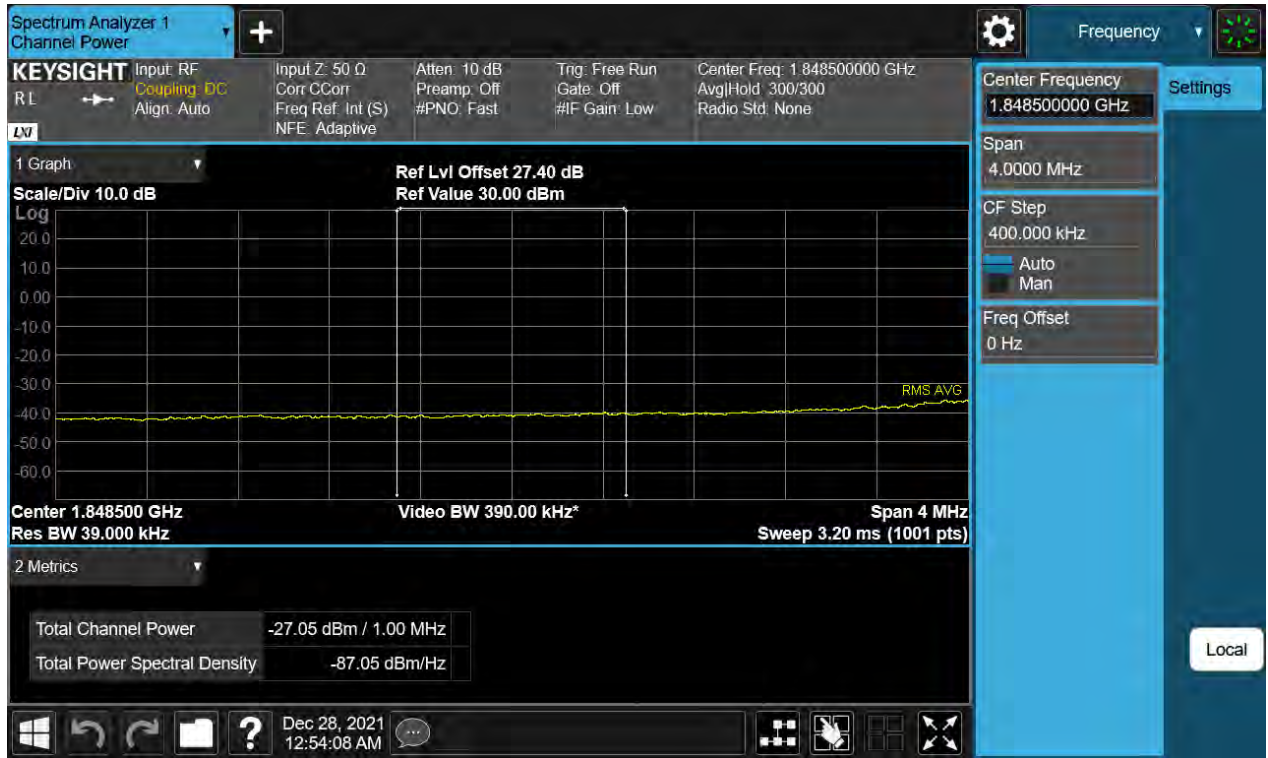 Spectrum Analyzer 1
Channel Power
Frequency
KEYSIGHT
RL
LXI
Input: RF
Coupling: DC
Align: Auto
Input Z: 50 Ω
Corr CCorr
Freq Ref: Int (S)
NFE: Adaptive
Atten: 10 dB
Preamp: Off
#PNO: Fast
Trig: Free Run
Gate: Off
#IF Gain: Low
Center Freq: 1.848500000 GHz
Avg|Hold: 300/300
Radio Std: None
1 Graph
Scale/Div 10.0 dB
Ref Lvl Offset 27.40 dB
Ref Value 30.00 dBm
Log
20.0
10.0
0.00
-10.0
-20.0
-30.0
-40.0
-50.0
-60.0
RMS AVG
Center 1.848500 GHz
Video BW 390.00 kHz*
Span 4 MHz
Res BW 39.000 kHz
Sweep 3.20 ms (1001 pts)
2 Metrics
Total Channel Power -27.05 dBm / 1.00 MHz
Total Power Spectral Density -87.05 dBm/Hz
?
Dec 28, 2021
12:54:08 AM
Center Frequency
1.848500000 GHz
Span
4.0000 MHz
CF Step
400.000 kHz
Auto
Man
Freq Offset
0 Hz
Settings
Local